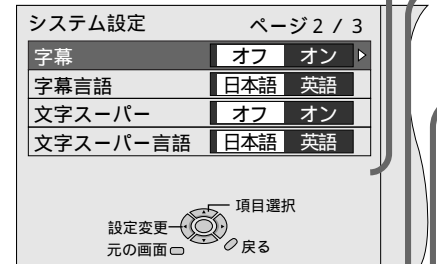 システム設定 ページ2 / 3
字幕 オフ オン
字幕言語 日本語 英語
文字スーパー オフ オン
文字スーパー言語 日本語 英語
項目選択
設定変更
元の画面 戻る